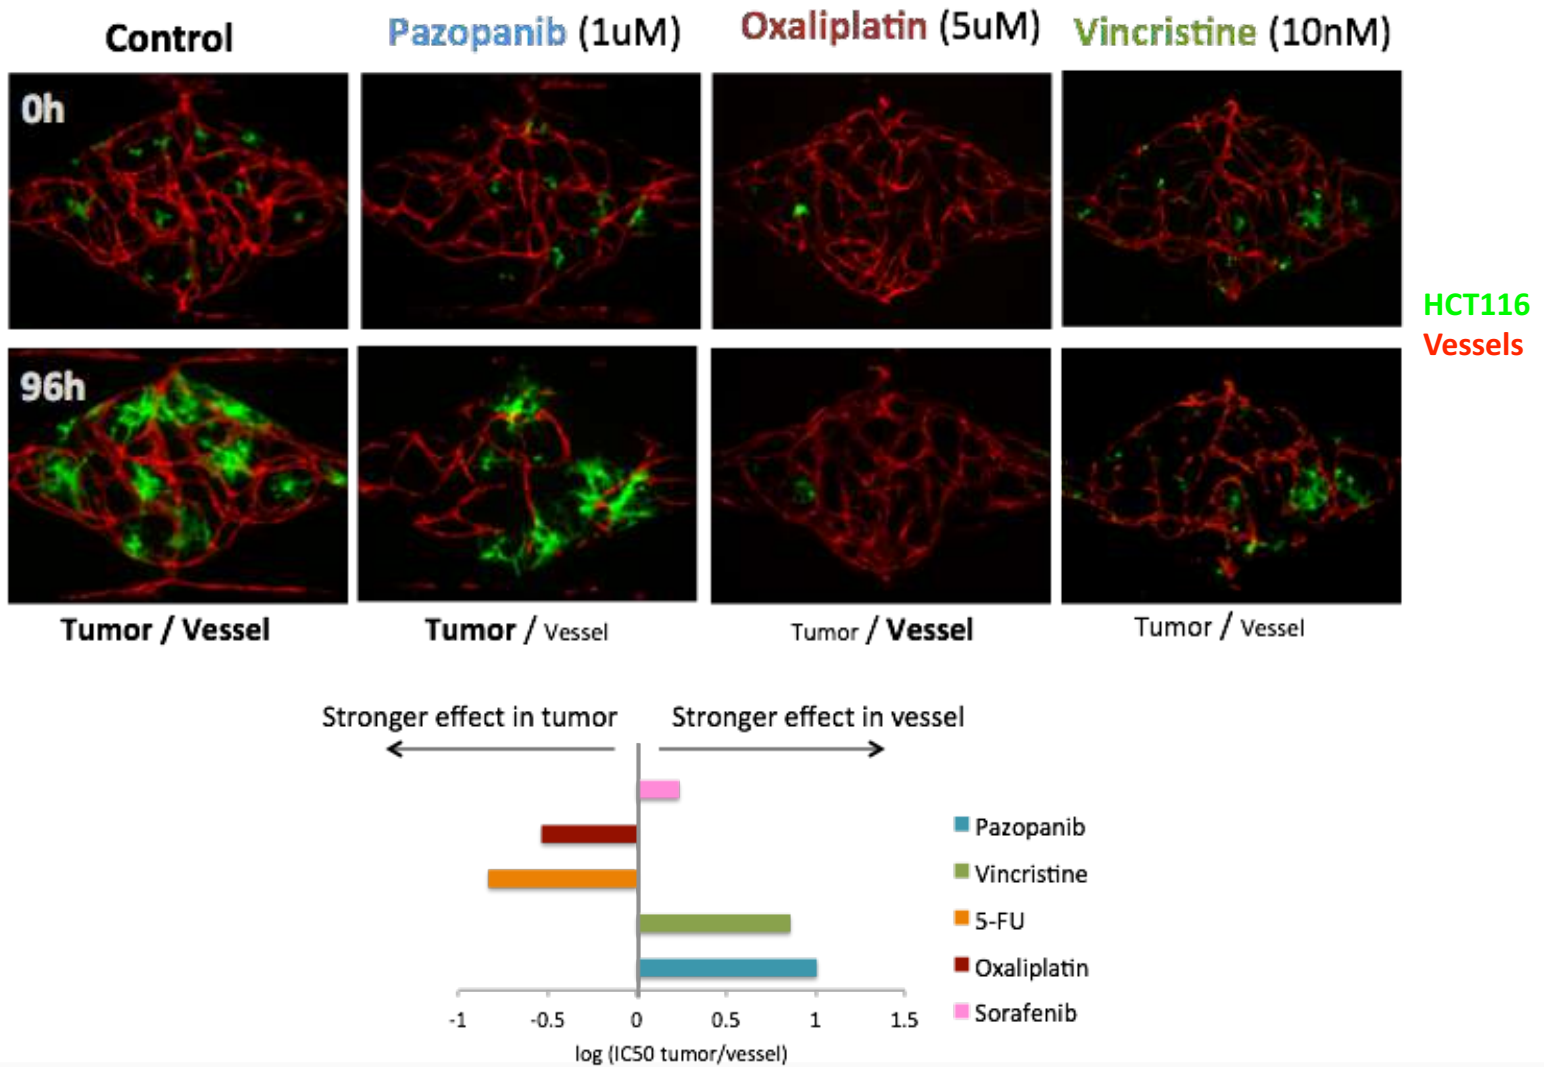 Control
Pazopanib (1uM)
Oxaliplatin (5uM)
Vincristine (10nM)
0h
HCT116
Vessels
96h
Tumor / Vessel
Tumor / Vessel
Tumor / Vessel
Tumor / Vessel
Stronger effect in tumor
Stronger effect in vessel
Pazopanib
Vincristine
5-FU
Oxaliplatin
Sorafenib
-1
-0.5
0
0.5
1
1.5
log (IC50 tumor/vessel)